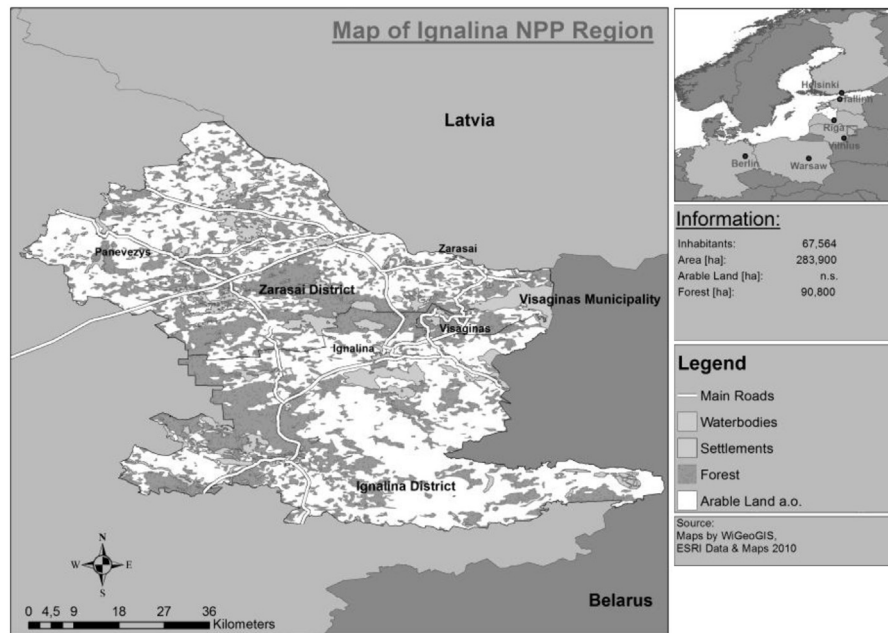 Map of Ignalina NPP Region
Latvia
Panevezys
Zarasai
Zarasai District
Visaginas Municipality
Visaginas
Ignalina
Ignalina District
Belarus
N
W E
S
0 4,5 9 18 27 36
Kilometers
Helsinki
Tallinn
Riga
Vilnius
Berlin
Warsaw
Information:
Inhabitants: 67,564
Area [ha]: 283,900
Arable Land [ha]: n.s.
Forest [ha]: 90,800
Legend
Main Roads
Waterbodies
Settlements
Forest
Arable Land a.o.
Source:
Maps by WiGeoGIS,
ESRI Data & Maps 2010